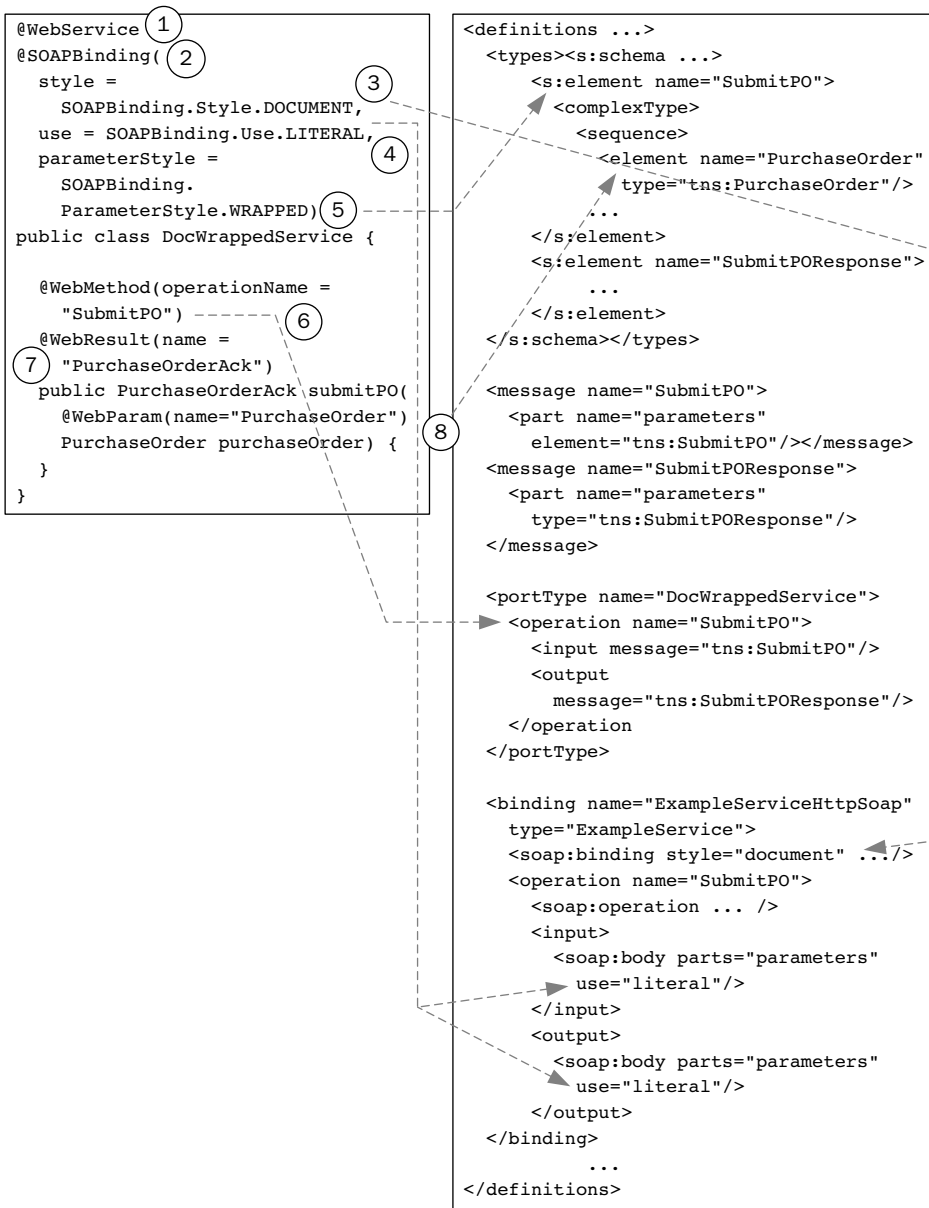 @WebService 1
@SOAPBinding( 2
style = 3
SOAPBinding.Style.DOCUMENT,
use = SOAPBinding.Use.LITERAL,
parameterStyle = 4
SOAPBinding.
ParameterStyle.WRAPPED) 5
public class DocWrappedService {
@WebMethod(operationName =
"SubmitPO") 6
@WebResult(name =
7 "PurchaseOrderAck")
public PurchaseOrderAck submitPO(
@WebParam(name="PurchaseOrder")
PurchaseOrder purchaseOrder) { 8
}
}
<definitions ...>
<types><s:schema ...>
<s:element name="SubmitPO">
<complexType>
<sequence>
<element name="PurchaseOrder"
type="tns:PurchaseOrder"/>
...
</s:element>
<s:element name="SubmitPOResponse">
...
</s:element>
</s:schema></types>
<message name="SubmitPO">
<part name="parameters"
element="tns:SubmitPO"/></message>
<message name="SubmitPOResponse">
<part name="parameters"
type="tns:SubmitPOResponse"/>
</message>
<portType name="DocWrappedService">
<operation name="SubmitPO">
<input message="tns:SubmitPO"/>
<output
message="tns:SubmitPOResponse"/>
</operation
</portType>
<binding name="ExampleServiceHttpSoap"
type="ExampleService">
<soap:binding style="document" .../>
<operation name="SubmitPO">
<soap:operation ... />
<input>
<soap:body parts="parameters"
use="literal"/>
</input>
<output>
<soap:body parts="parameters"
use="literal"/>
</output>
</binding>
...
</definitions>